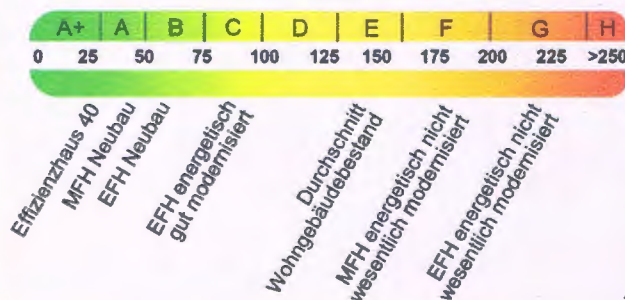 A+ A B C D E F G H
0 25 50 75 100 125 150 175 200 225 >250
Effizienzhaus 40
MFH Neubau
EFH Neubau
EFH energetisch
gut modernisiert
Durchschnitt
Wohngebäudebestand
MFH energetisch nicht
wesentlich modernisiert
EFH energetisch nicht
wesentlich modernisiert